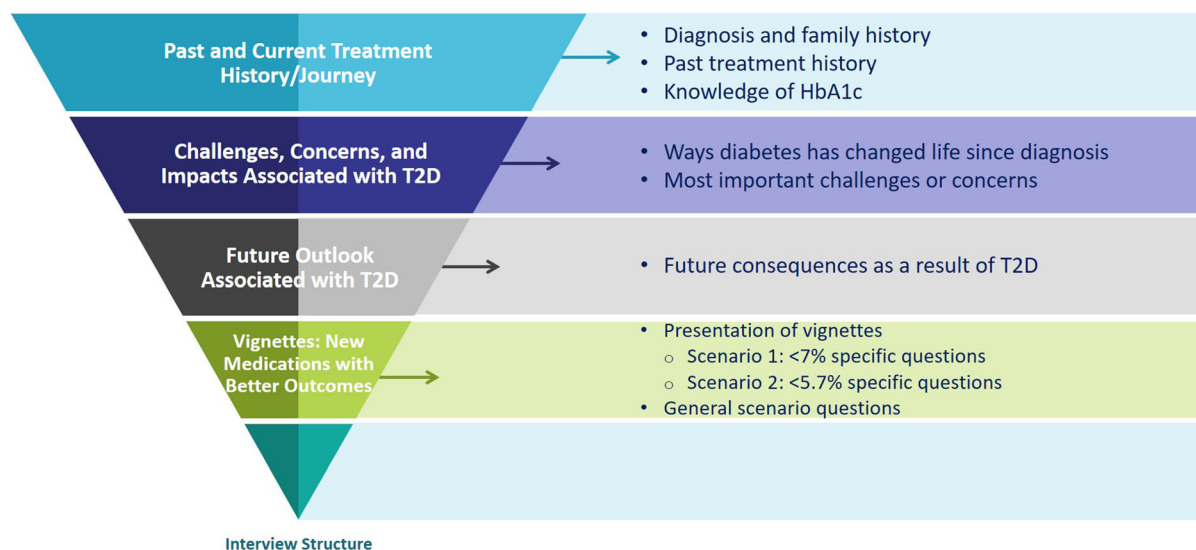 Past and Current Treatment
History/Journey
• Diagnosis and family history
• Past treatment history
• Knowledge of HbA1c
Challenges, Concerns, and
Impacts Associated with T2D
• Ways diabetes has changed life since diagnosis
• Most important challenges or concerns
Future Outlook
Associated with T2D
• Future consequences as a result of T2D
Vignettes: New
Medications with
Better Outcomes
• Presentation of vignettes
o Scenario 1: <7% specific questions
o Scenario 2: <5.7% specific questions
• General scenario questions
Interview Structure